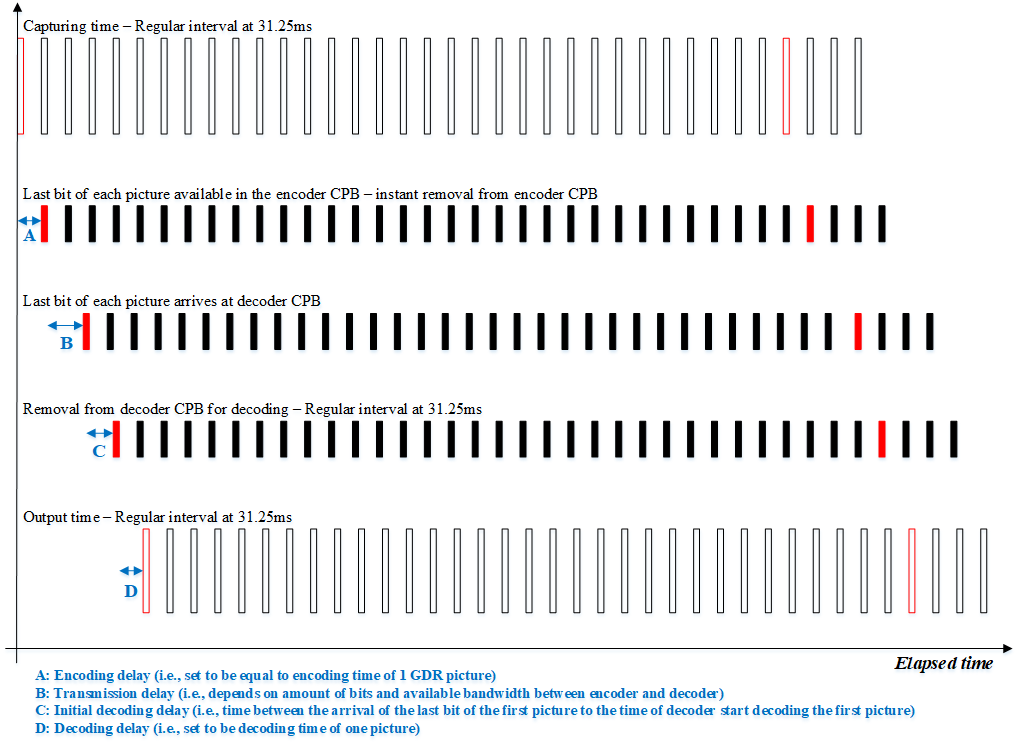 Capturing time – Regular interval at 31.25ms
Last bit of each picture available in the encoder CPB – instant removal from encoder CPB
A
Last bit of each picture arrives at decoder CPB
B
Removal from decoder CPB for decoding – Regular interval at 31.25ms
C
Output time – Regular interval at 31.25ms
D
Elapsed time
A: Encoding delay (i.e., set to be equal to encoding time of 1 GDR picture)
B: Transmission delay (i.e., depends on amount of bits and available bandwidth between encoder and decoder)
C: Initial decoding delay (i.e., time between the arrival of the last bit of the first picture to the time of decoder start decoding the first picture)
D: Decoding delay (i.e., set to be decoding time of one picture)